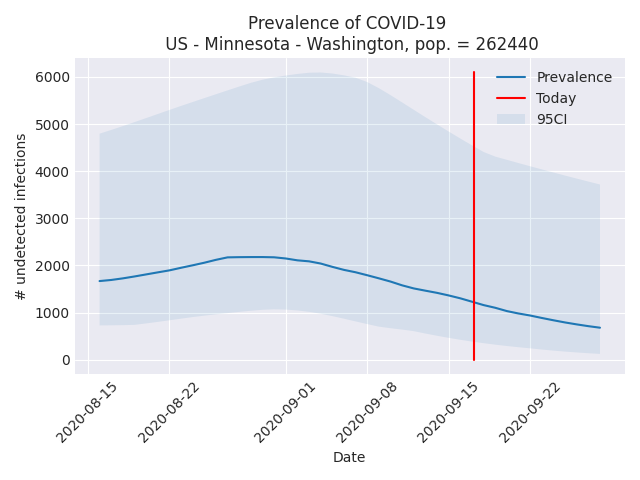 Prevalence of COVID-19
US - Minnesota - Washington, pop. = 262440
Prevalence
Today
95CI
# undetected infections
6000
5000
4000
3000
2000
1000
0
2020-08-15
2020-08-22
2020-09-01
2020-09-08
2020-09-15
2020-09-22
Date